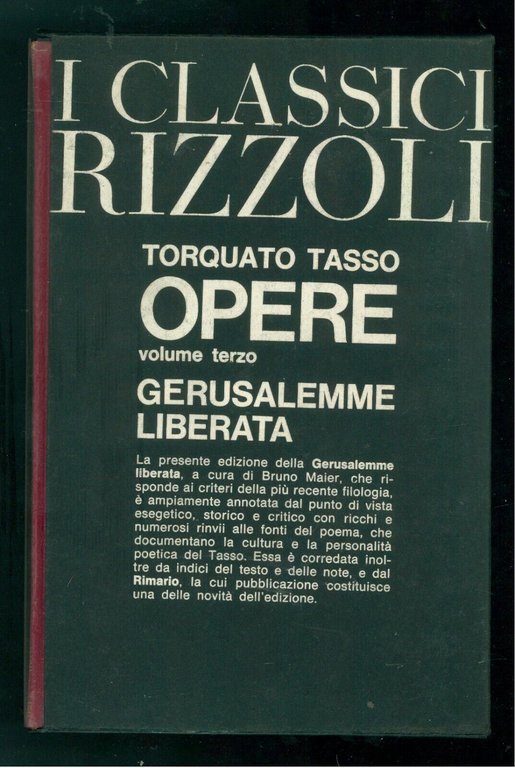 I CLASSICI
RIZZOLI
TORQUATO TASSO
OPERE
volume terzo
GERUSALEMME
LIBERATA
La presente edizione della Gerusalemme
liberata, a cura di Bruno Maier, che ri-
sponde ai criteri della più recente filologia,
è ampiamente annotata dal punto di vista
esegetico, storico e critico con ricchi e
numerosi rinvii alle fonti del poema, che
documentano la cultura e la personalità
poetica del Tasso. Essa è corredata inol-
tre da indici del testo e delle note, e dal
Rimario, la cui pubblicazione costituisce
una delle novità dell'edizione.